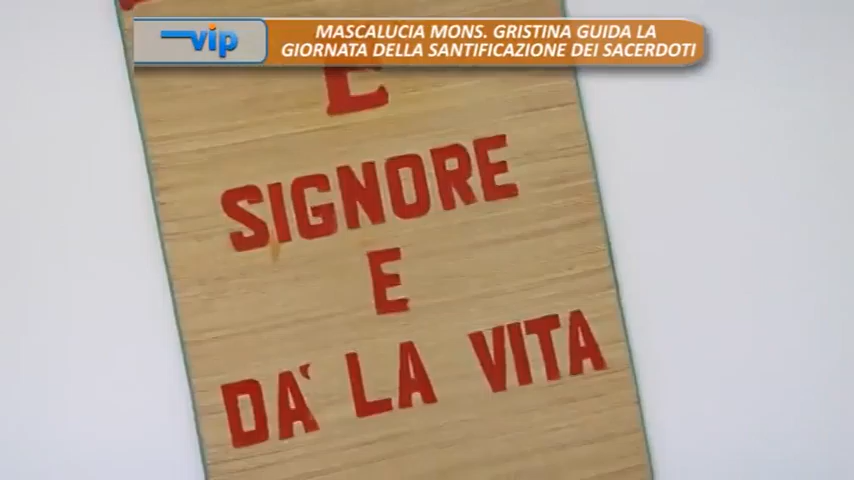 vip
MASCALUCIA MONS. GRISTINA GUIDA LA
GIORNATA DELLA SANTIFICAZIONE DEI SACERDOTI
E
SIGNORE
E
DA' LA VITA